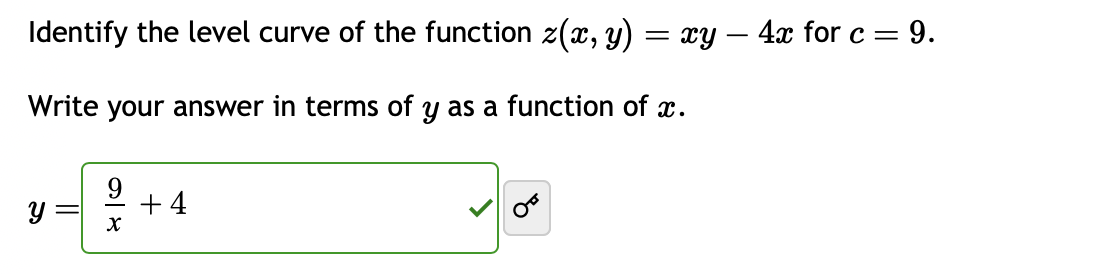 Identify the level curve of the function z(x, y) = xy − 4x for c = 9.
Write your answer in terms of y as a function of x.
y = 9/x + 4